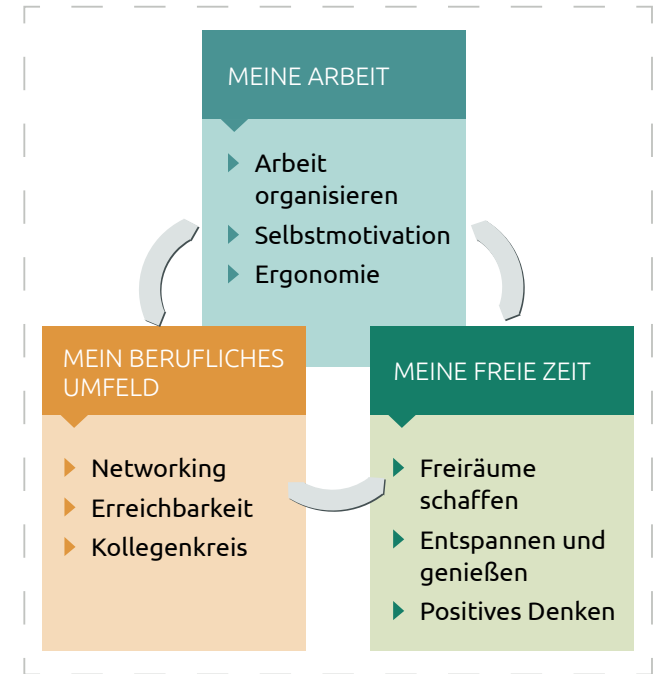 MEINE ARBEIT
Arbeit
organisieren
Selbstmotivation
Ergonomie
MEIN BERUFLICHES
UMFELD
Networking
Erreichbarkeit
Kollegenkreis
MEINE FREIE ZEIT
Freiräume
schaffen
Entspannen und
genießen
Positives Denken